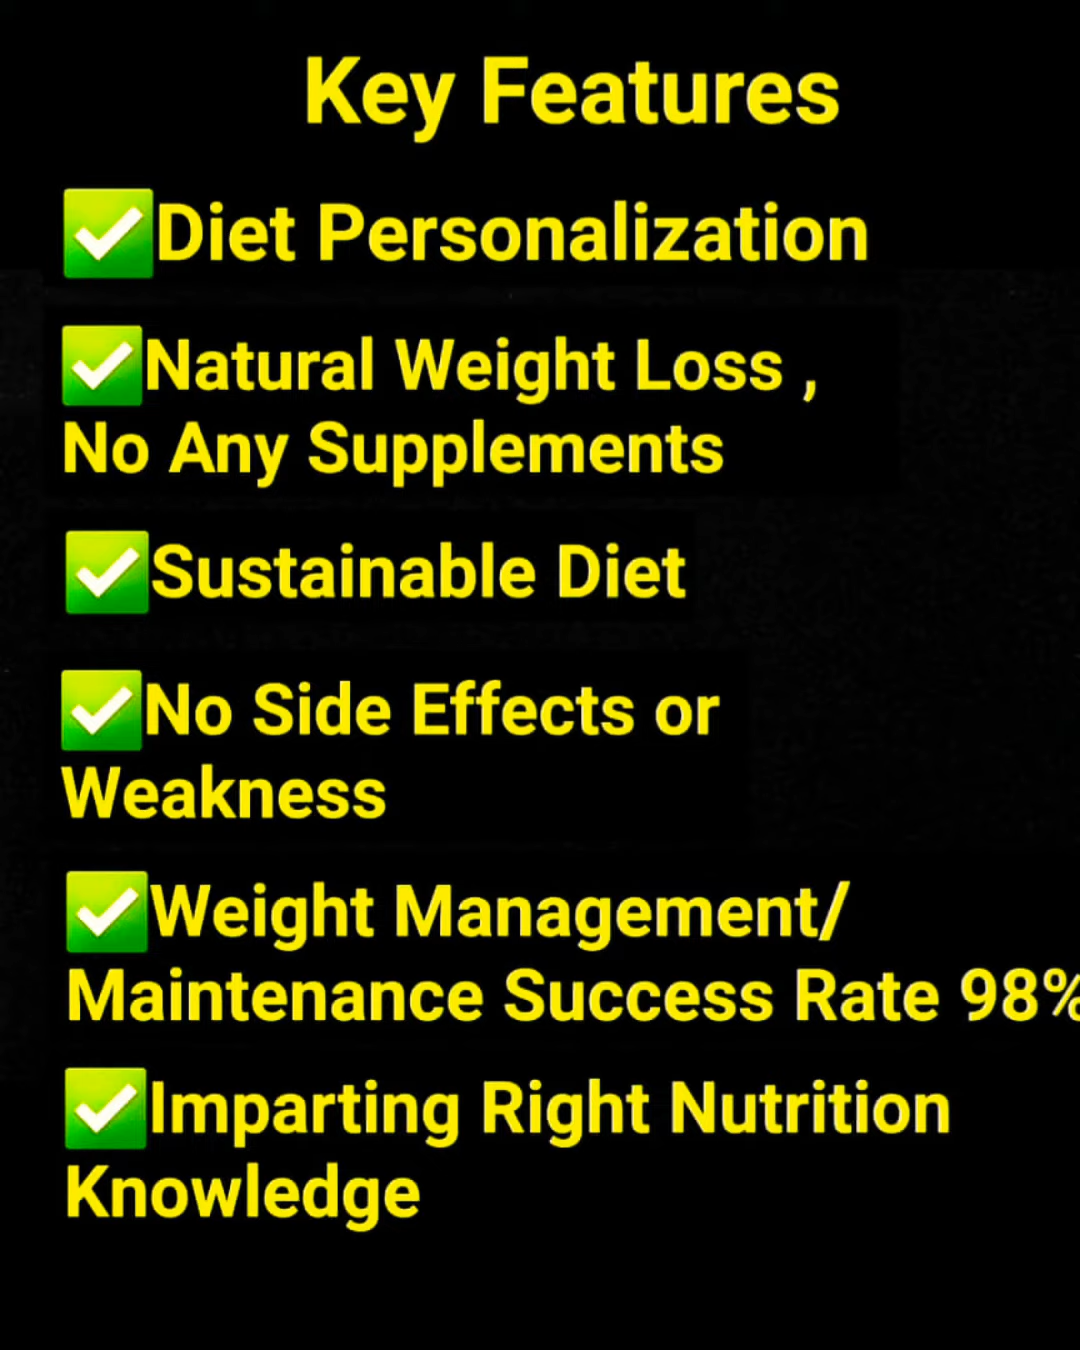 Key Features
✅Diet Personalization
✅Natural Weight Loss ,
No Any Supplements
✅Sustainable Diet
✅No Side Effects or
Weakness
✅Weight Management/
Maintenance Success Rate 98%
✅Imparting Right Nutrition
Knowledge